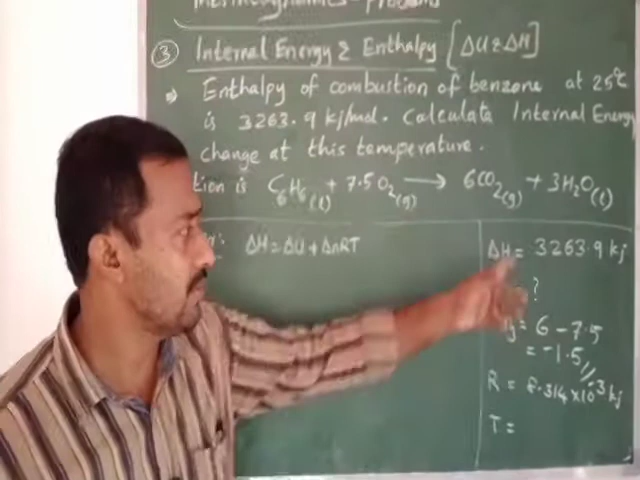 ③ Internal Energy & Enthalpy [ΔU & ΔH]
⇒ Enthalpy of combustion of benzene at 25°C
is 3263.9 kJ/mol. Calculate Internal Energy
change at this temperature.
tion is C₆H₆(l) + 7.5O₂(g) ⟶ 6CO₂(g) + 3H₂O(l)
ΔH = ΔU + ΔnRT
ΔH = 3263.9 kJ
?
= 6 - 7.5
= -1.5
R = 8.314 × 10⁻³ kJ
T =